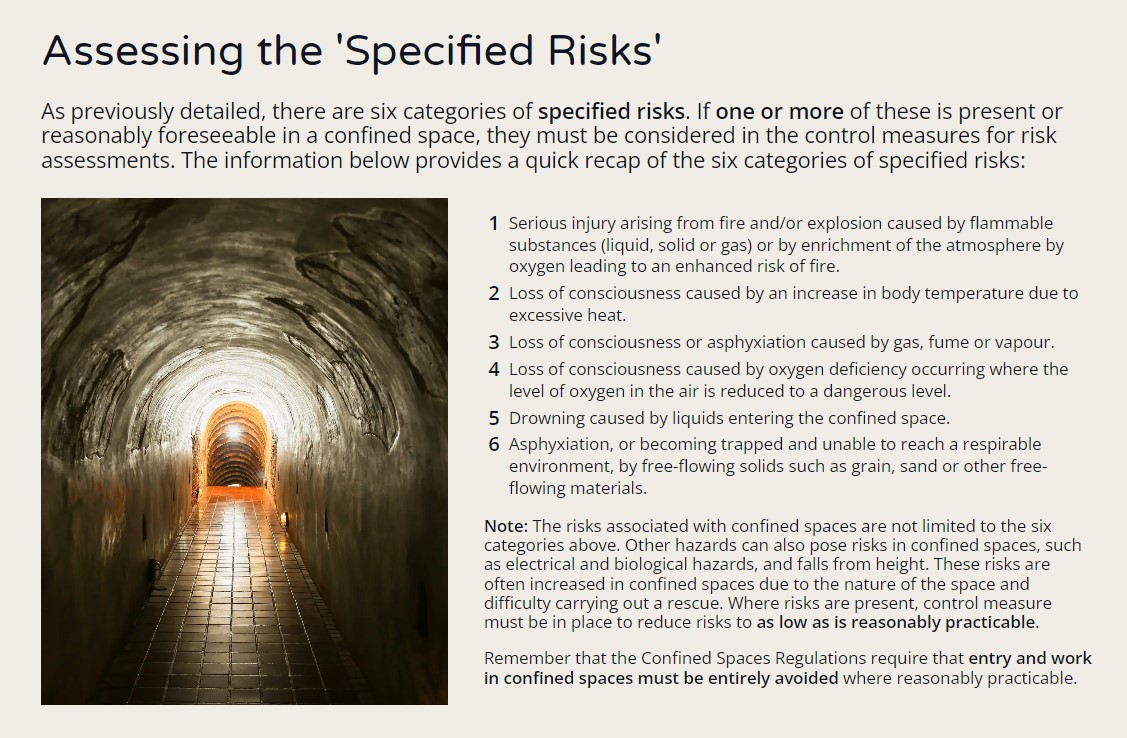 Assessing the 'Specified Risks'
As previously detailed, there are six categories of specified risks. If one or more of these is present or
reasonably foreseeable in a confined space, they must be considered in the control measures for risk
assessments. The information below provides a quick recap of the six categories of specified risks:
1 Serious injury arising from fire and/or explosion caused by flammable
substances (liquid, solid or gas) or by enrichment of the atmosphere by
oxygen leading to an enhanced risk of fire.
2 Loss of consciousness caused by an increase in body temperature due to
excessive heat.
3 Loss of consciousness or asphyxiation caused by gas, fume or vapour.
4 Loss of consciousness caused by oxygen deficiency occurring where the
level of oxygen in the air is reduced to a dangerous level.
5 Drowning caused by liquids entering the confined space.
6 Asphyxiation, or becoming trapped and unable to reach a respirable
environment, by free-flowing solids such as grain, sand or other free-
flowing materials.
Note: The risks associated with confined spaces are not limited to the six
categories above. Other hazards can also pose risks in confined spaces, such
as electrical and biological hazards, and falls from height. These risks are
often increased in confined spaces due to the nature of the space and
difficulty carrying out a rescue. Where risks are present, control measure
must be in place to reduce risks to as low as is reasonably practicable.
Remember that the Confined Spaces Regulations require that entry and work
in confined spaces must be entirely avoided where reasonably practicable.